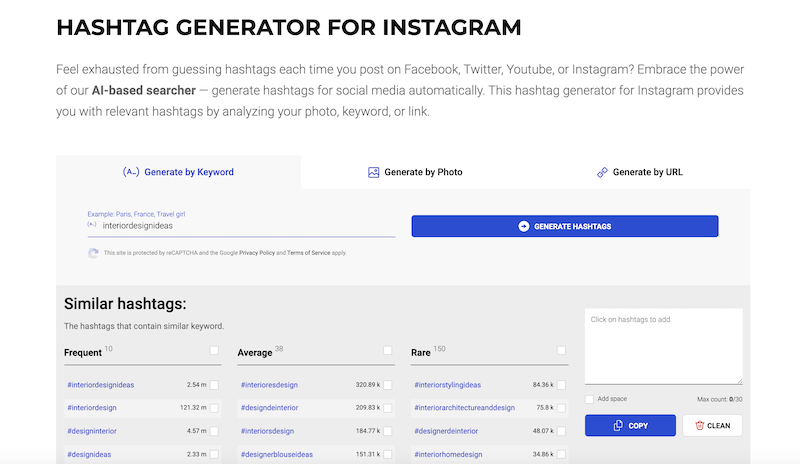 HASHTAG GENERATOR FOR INSTAGRAM
Feel exhausted from guessing hashtags each time you post on Facebook, Twitter, Youtube, or Instagram? Embrace the power
of our AI-based searcher — generate hashtags for social media automatically. This hashtag generator for Instagram provides
you with relevant hashtags by analyzing your photo, keyword, or link.
(A..) Generate by Keyword
Generate by Photo
Generate by URL
Example: Paris, France, Travel girl
(A..) interiordesignideas
GENERATE HASHTAGS
This site is protected by reCAPTCHA and the Google Privacy Policy and Terms of Service apply.
Similar hashtags:
The hashtags that contain similar keyword.
Frequent 10
Average 38
Rare 150
#interiordesignideas 2.54 m
#interioresdesign 320.89 k
#interiorstylingideas 84.36 k
#interiordesign 121.32 m
#designdeinterior 209.83 k
#interiorarchitectureanddesign 75.8 k
#designinterior 4.57 m
#interiorsdesign 184.77 k
#designerdeinterior 48.07 k
#designideas 2.33 m
#designerblouseideas 151.31 k
#interiorhomedesign 34.86 k
Click on hashtags to add
Add space
Max count: 0/30
COPY
CLEAN